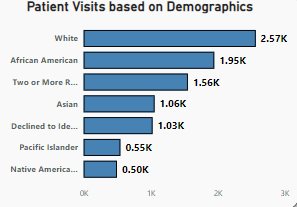 Patient Visits based on Demographics
White 2.57K
African American 1.95K
Two or More R... 1.56K
Asian 1.06K
Declined to Ide... 1.03K
Pacific Islander 0.55K
Native America... 0.50K
0K 1K 2K 3K